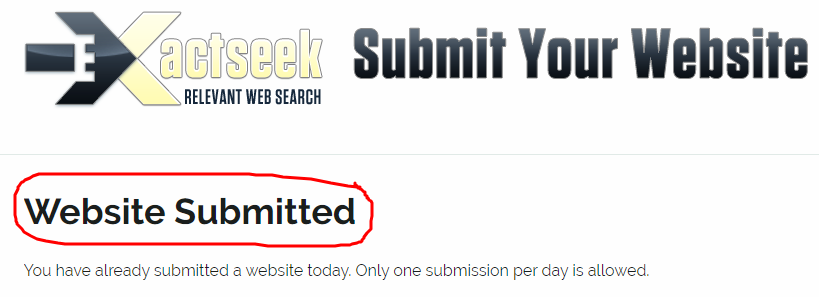 Xactseek
RELEVANT WEB SEARCH
Submit Your Website
Website Submitted
You have already submitted a website today. Only one submission per day is allowed.